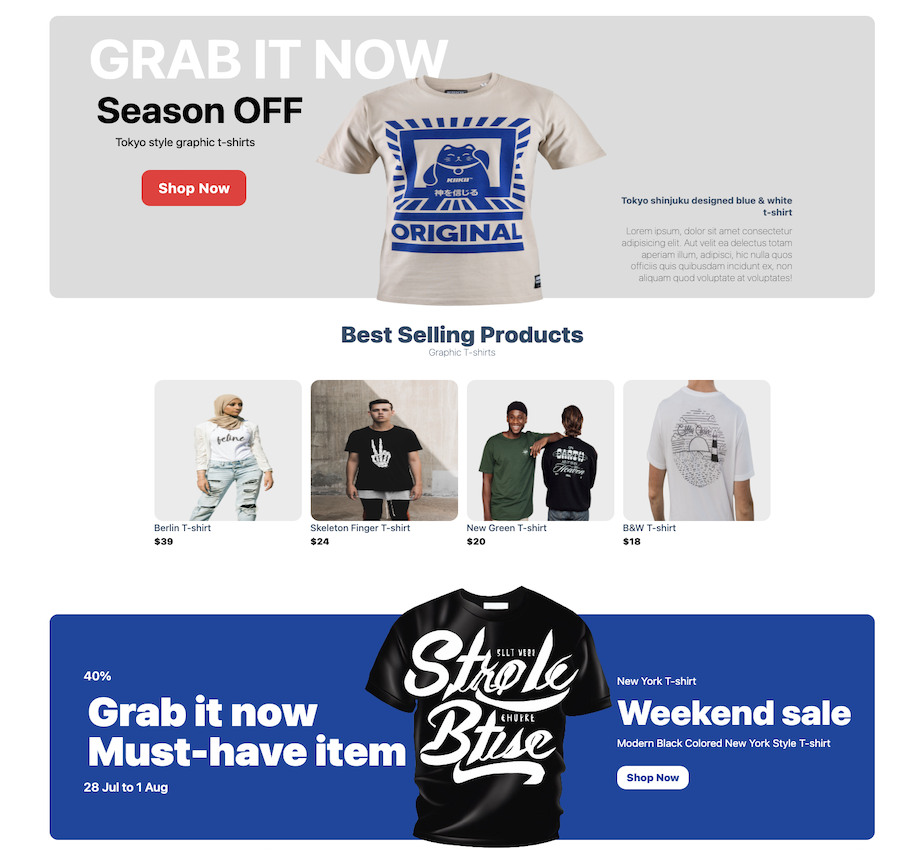 GRAB IT NOW
Season OFF
Tokyo style graphic t-shirts
Shop Now
KIIKO
神を信じる
ORIGINAL
Tokyo shinjuku designed blue & white
t-shirt
Lorem ipsum, dolor sit amet consectetur
adipisicing elit. Aut velit ea delectus totam
aperiam illum, adipisci, hic nulla quos
officiis quis quibusdam incidunt ex, non
aliquam quod voluptate at voluptates!
Best Selling Products
Graphic T-shirts
feline
EARTH
Heaven
Berlin T-shirt
$39
Skeleton Finger T-shirt
$24
New Green T-shirt
$20
B&W T-shirt
$18
40%
Grab it now
Must-have item
28 Jul to 1 Aug
Strole
Btise
New York T-shirt
Weekend sale
Modern Black Colored New York Style T-shirt
Shop Now